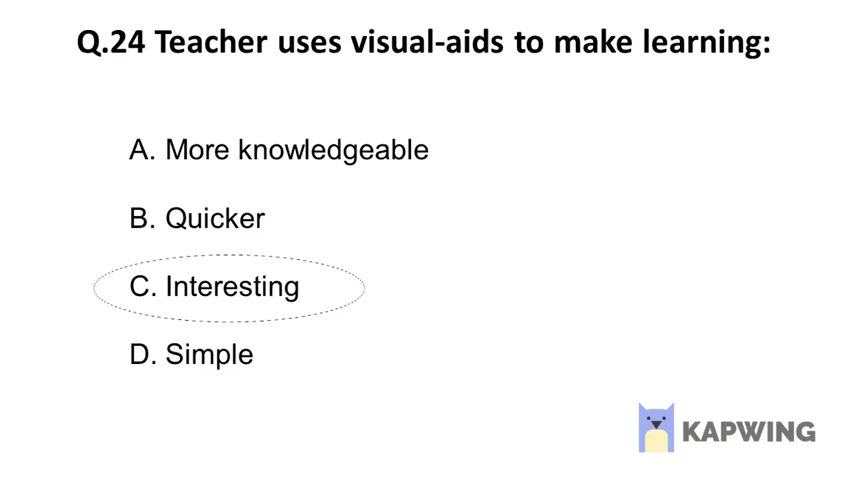 Q.24 Teacher uses visual-aids to make learning:
A. More knowledgeable
B. Quicker
C. Interesting
D. Simple
KAPWING